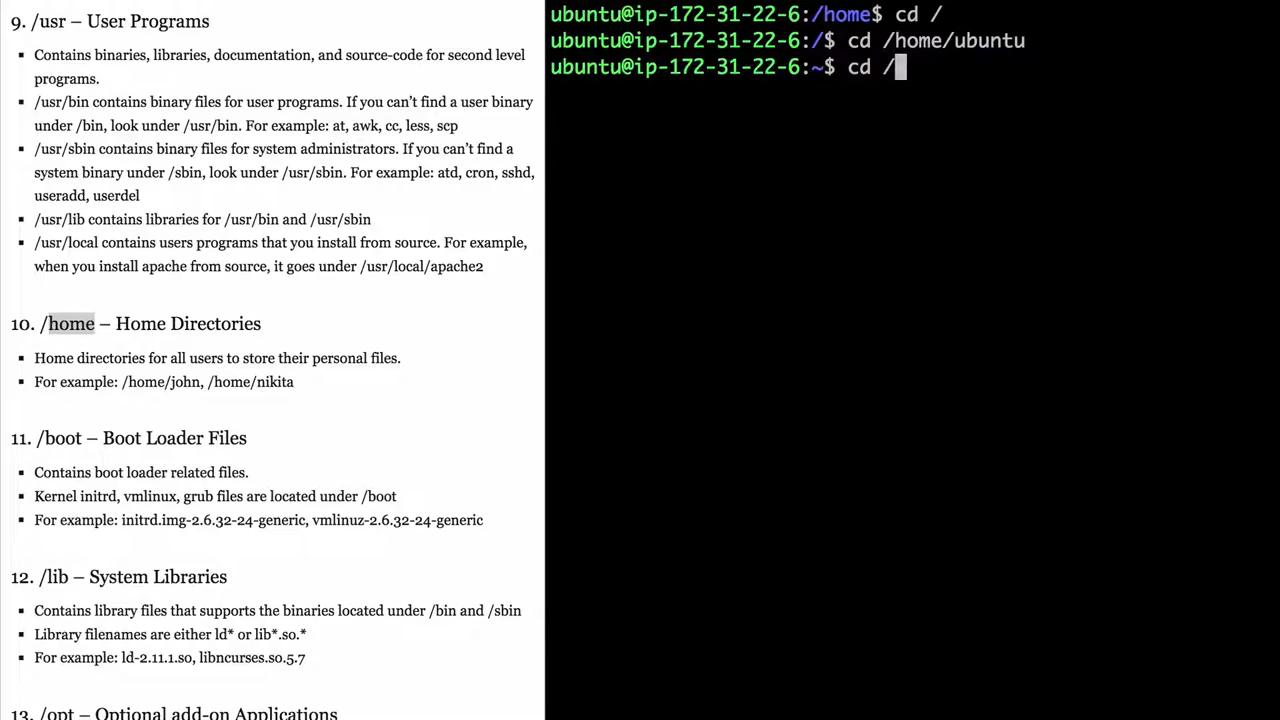 9. /usr – User Programs
▪ Contains binaries, libraries, documentation, and source-code for second level
programs.
▪ /usr/bin contains binary files for user programs. If you can’t find a user binary
under /bin, look under /usr/bin. For example: at, awk, cc, less, scp
▪ /usr/sbin contains binary files for system administrators. If you can’t find a
system binary under /sbin, look under /usr/sbin. For example: atd, cron, sshd,
useradd, userdel
▪ /usr/lib contains libraries for /usr/bin and /usr/sbin
▪ /usr/local contains users programs that you install from source. For example,
when you install apache from source, it goes under /usr/local/apache2
10. /home – Home Directories
▪ Home directories for all users to store their personal files.
▪ For example: /home/john, /home/nikita
11. /boot – Boot Loader Files
▪ Contains boot loader related files.
▪ Kernel initrd, vmlinux, grub files are located under /boot
▪ For example: initrd.img-2.6.32-24-generic, vmlinuz-2.6.32-24-generic
12. /lib – System Libraries
▪ Contains library files that supports the binaries located under /bin and /sbin
▪ Library filenames are either ld* or lib*.so.*
▪ For example: ld-2.11.1.so, libncurses.so.5.7
13. /opt – Optional add-on Applications
ubuntu@ip-172-31-22-6:/home$ cd /
ubuntu@ip-172-31-22-6:/$ cd /home/ubuntu
ubuntu@ip-172-31-22-6:~$ cd /